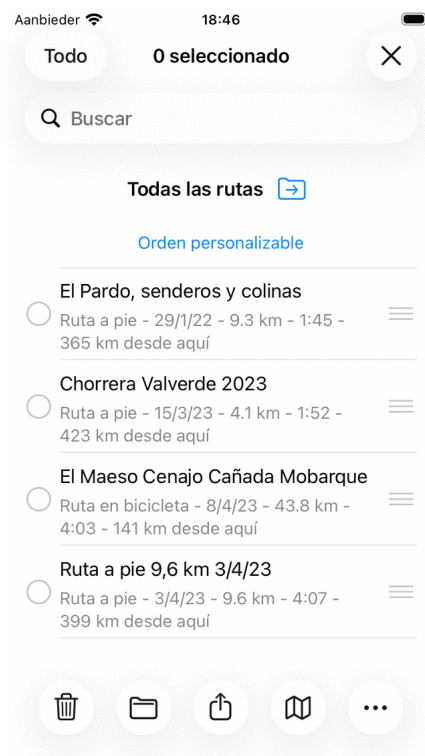 Aanbieder 18:46
Todo 0 seleccionado
Buscar
Todas las rutas
Orden personalizable
El Pardo, senderos y colinas
Ruta a pie - 29/1/22 - 9.3 km - 1:45 -
365 km desde aquí
Chorrera Valverde 2023
Ruta a pie - 15/3/23 - 4.1 km - 1:52 -
423 km desde aquí
El Maeso Cenajo Cañada Mobarque
Ruta en bicicleta - 8/4/23 - 43.8 km -
4:03 - 141 km desde aquí
Ruta a pie 9,6 km 3/4/23
Ruta a pie - 3/4/23 - 9.6 km - 4:07 -
399 km desde aquí